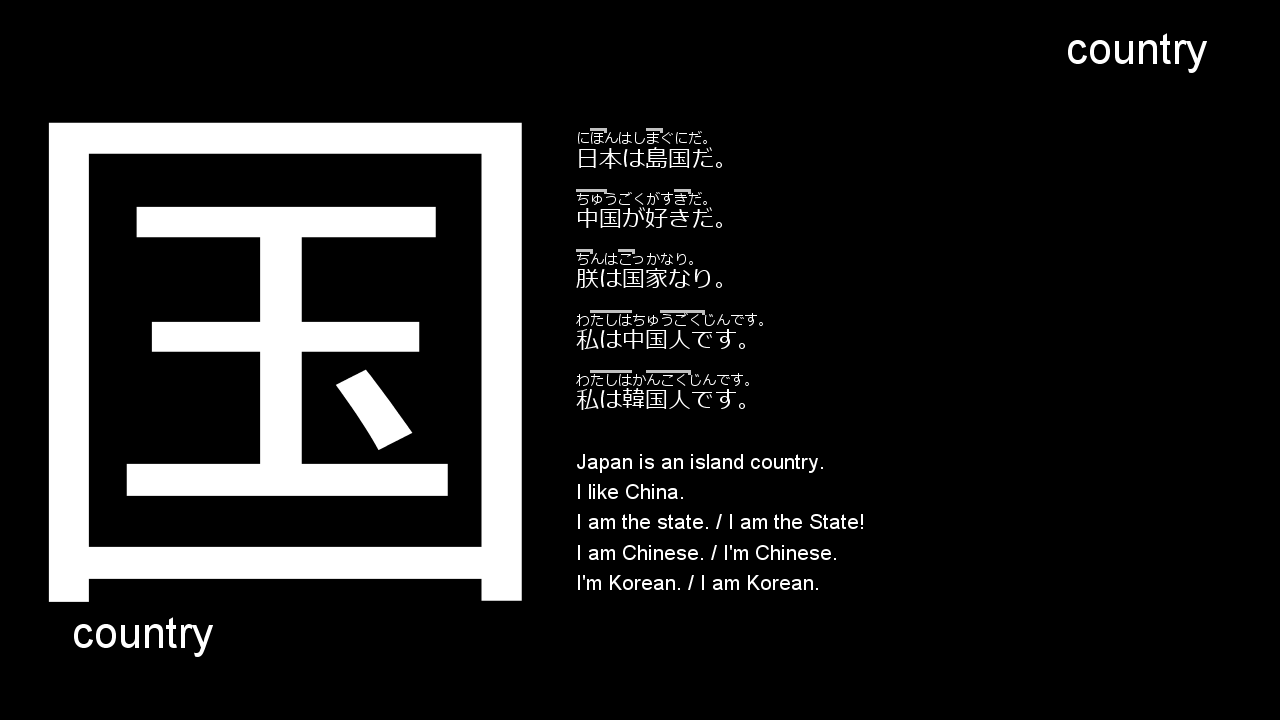 country
国
country
にほんはしまぐにだ。
日本は島国だ。
ちゅうごくがすきだ。
中国が好きだ。
ちんはこっかなり。
朕は国家なり。
わたしはちゅうごくじんです。
私は中国人です。
わたしはかんこくじんです。
私は韓国人です。
Japan is an island country.
I like China.
I am the state. / I am the State!
I am Chinese. / I'm Chinese.
I'm Korean. / I am Korean.